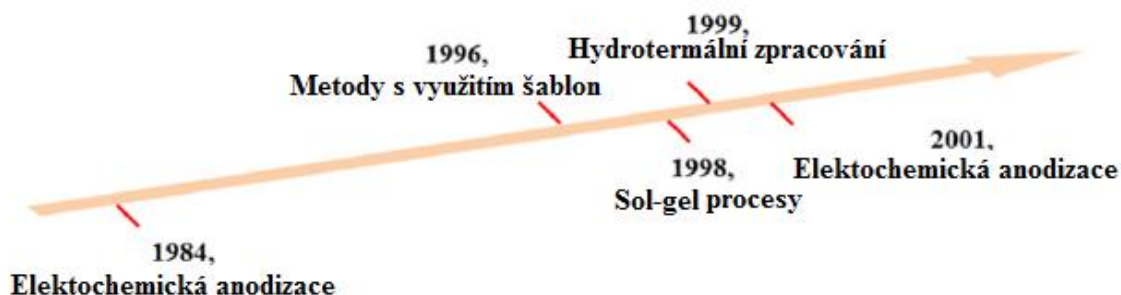 1984,
Elektochemická anodizace
1996,
Metody s využitím šablon
1998,
Sol-gel procesy
1999,
Hydrotermální zpracování
2001,
Elektochemická anodizace